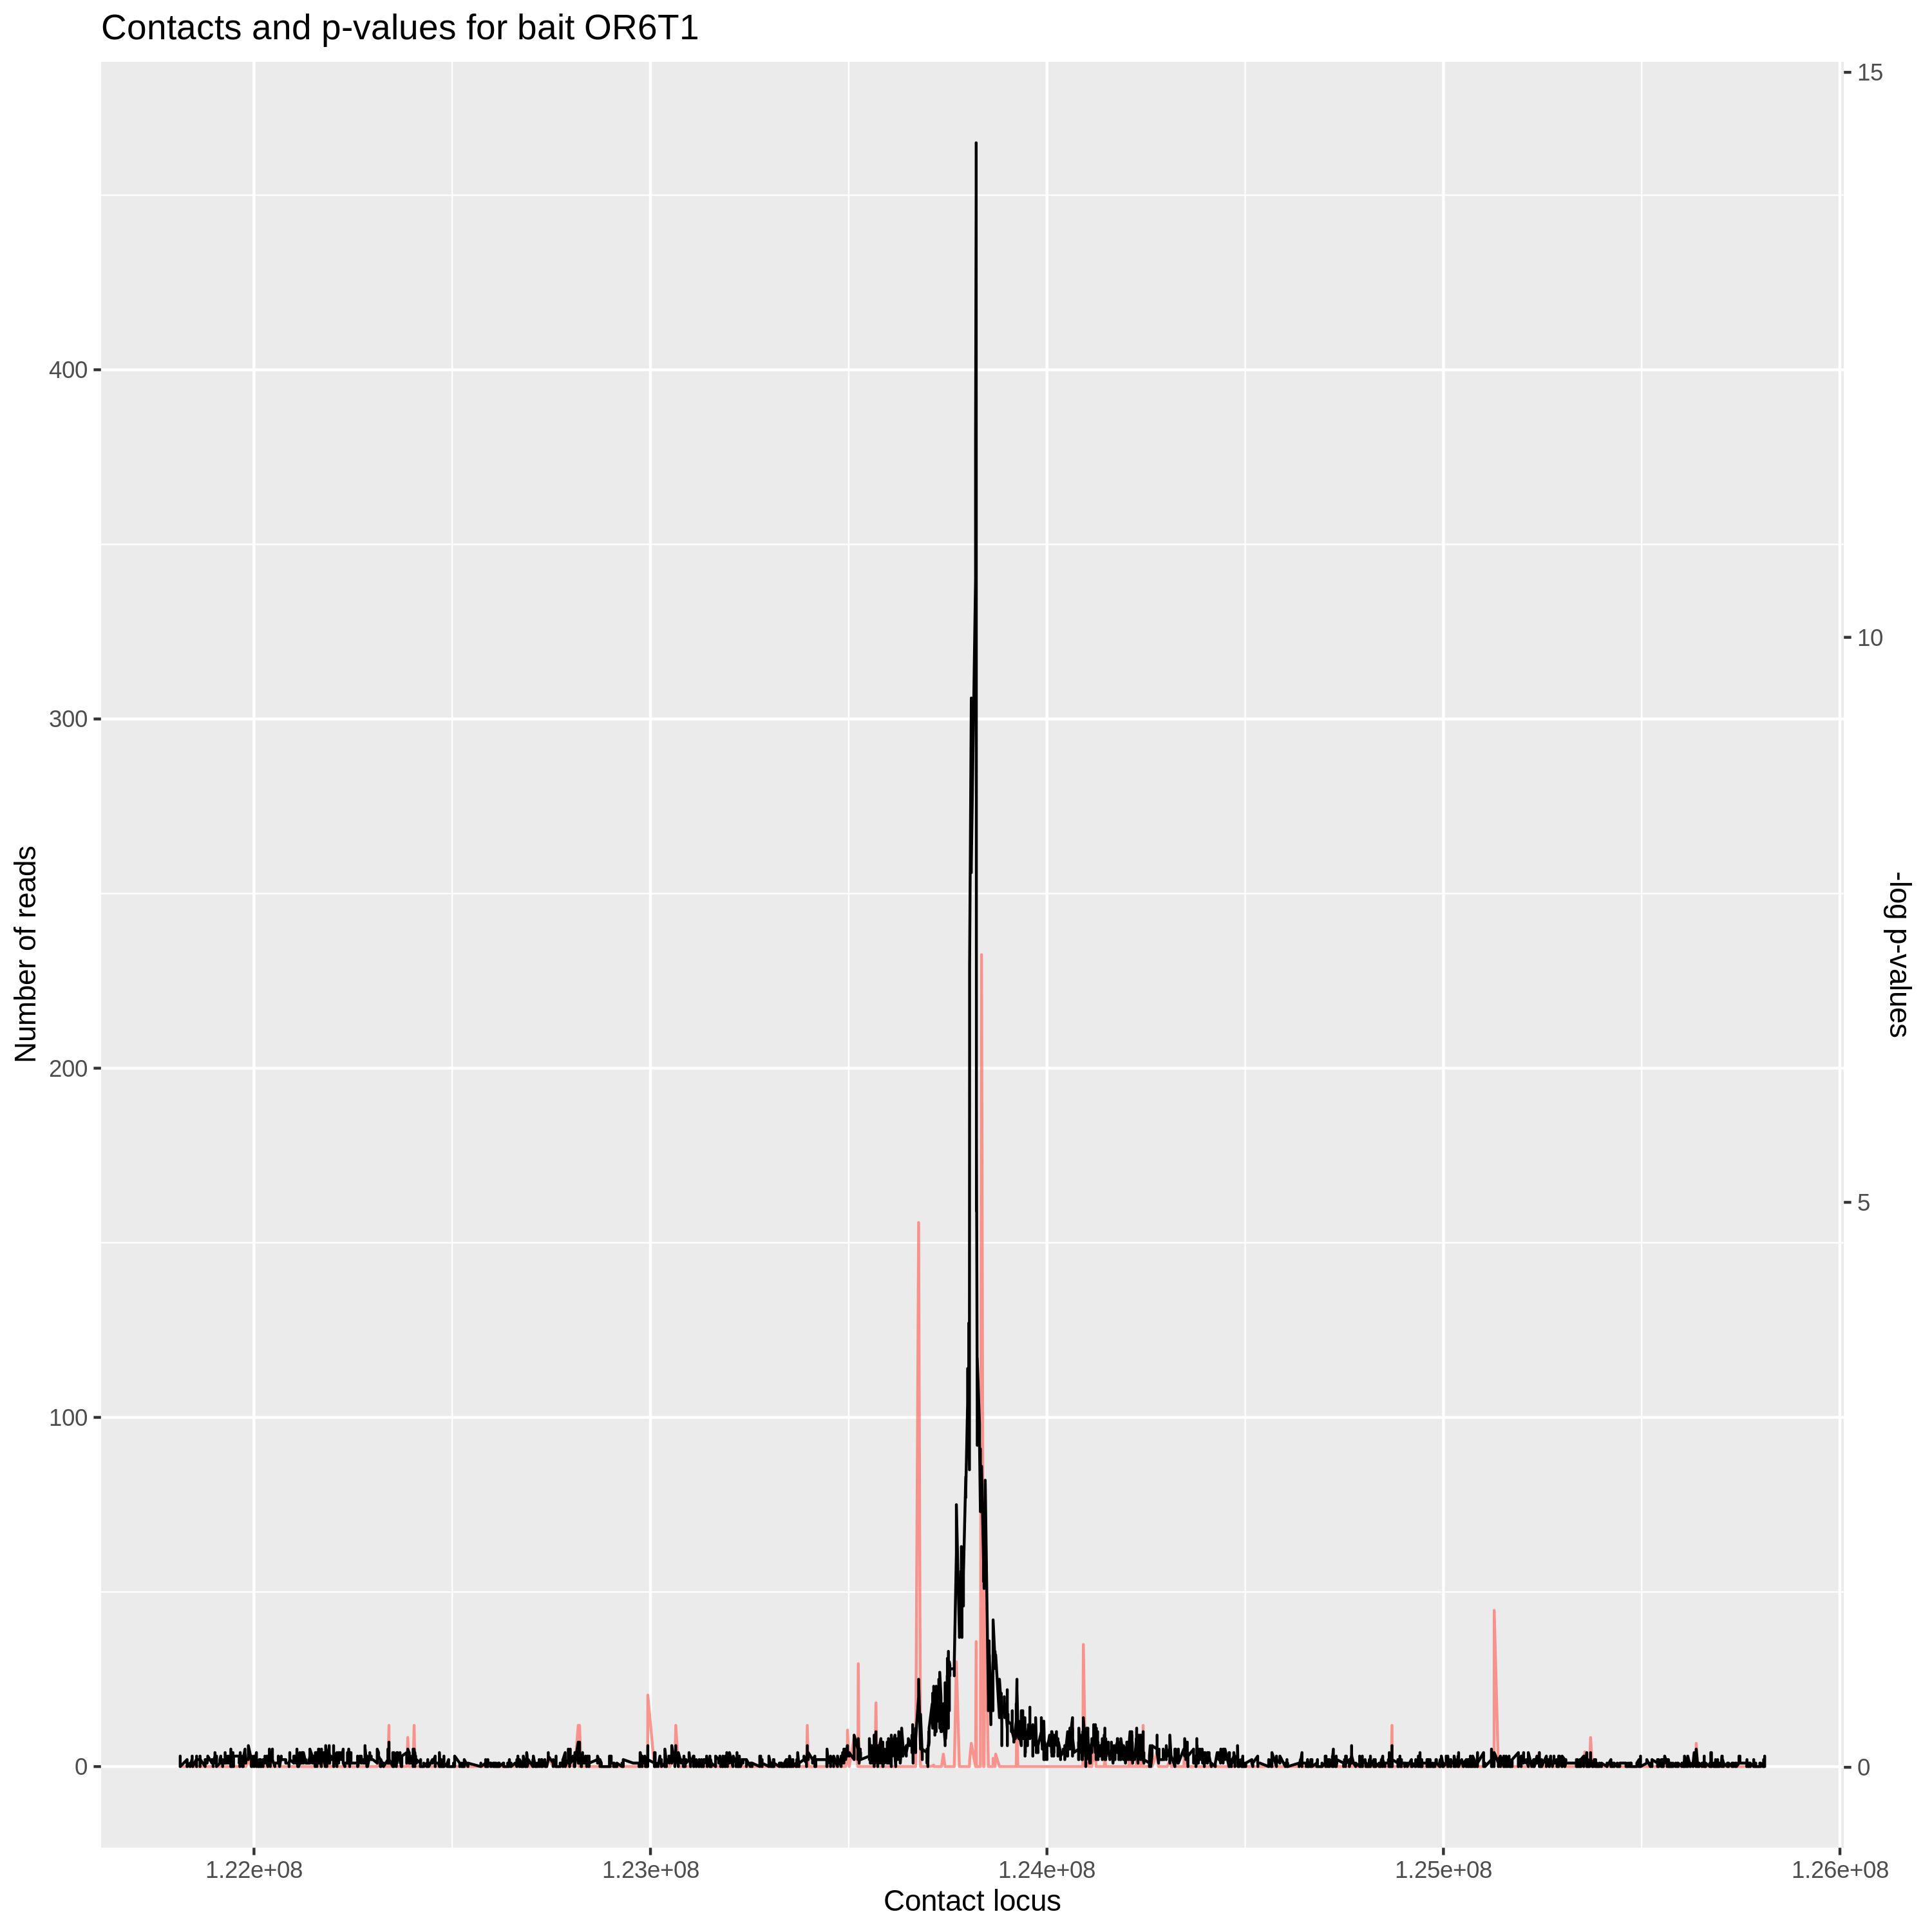 Contacts and p-values for bait OR6T1
Number of reads
400
300
200
100
0
15
10
5
0
-log p-values
1.22e+08
1.23e+08
1.24e+08
1.25e+08
1.26e+08
Contact locus